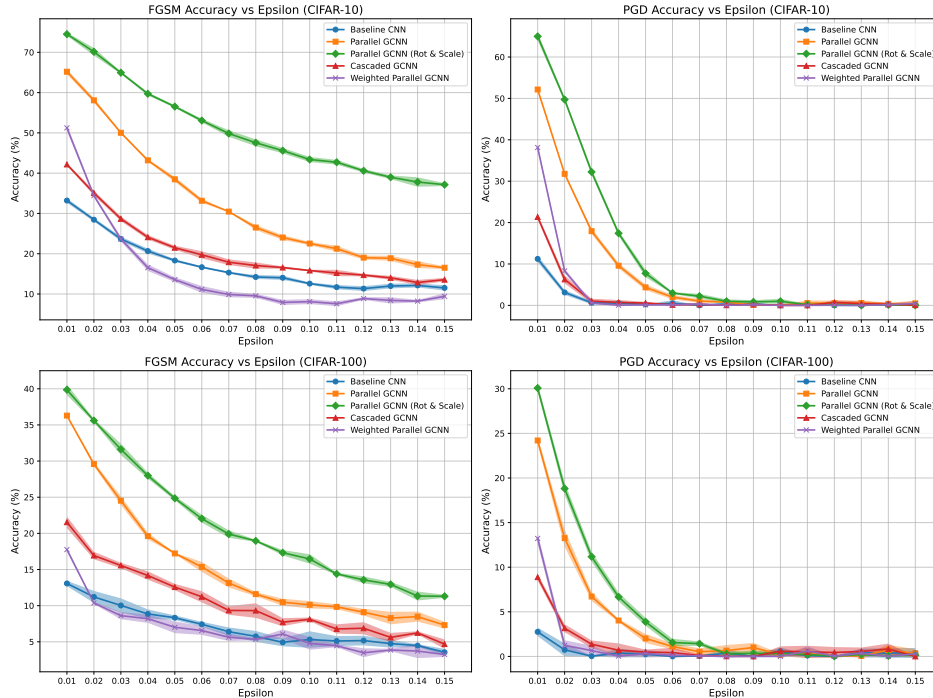 FGSM Accuracy vs Epsilon (CIFAR-10)
Accuracy (%)
70
60
50
40
30
20
10
0.01 0.02 0.03 0.04 0.05 0.06 0.07 0.08 0.09 0.10 0.11 0.12 0.13 0.14 0.15
Epsilon
Baseline CNN
Parallel GCNN
Parallel GCNN (Rot & Scale)
Cascaded GCNN
Weighted Parallel GCNN
PGD Accuracy vs Epsilon (CIFAR-10)
Accuracy (%)
60
50
40
30
20
10
0
0.01 0.02 0.03 0.04 0.05 0.06 0.07 0.08 0.09 0.10 0.11 0.12 0.13 0.14 0.15
Epsilon
Baseline CNN
Parallel GCNN
Parallel GCNN (Rot & Scale)
Cascaded GCNN
Weighted Parallel GCNN
FGSM Accuracy vs Epsilon (CIFAR-100)
Accuracy (%)
40
35
30
25
20
15
10
5
0.01 0.02 0.03 0.04 0.05 0.06 0.07 0.08 0.09 0.10 0.11 0.12 0.13 0.14 0.15
Epsilon
Baseline CNN
Parallel GCNN
Parallel GCNN (Rot & Scale)
Cascaded GCNN
Weighted Parallel GCNN
PGD Accuracy vs Epsilon (CIFAR-100)
Accuracy (%)
30
25
20
15
10
5
0
0.01 0.02 0.03 0.04 0.05 0.06 0.07 0.08 0.09 0.10 0.11 0.12 0.13 0.14 0.15
Epsilon
Baseline CNN
Parallel GCNN
Parallel GCNN (Rot & Scale)
Cascaded GCNN
Weighted Parallel GCNN